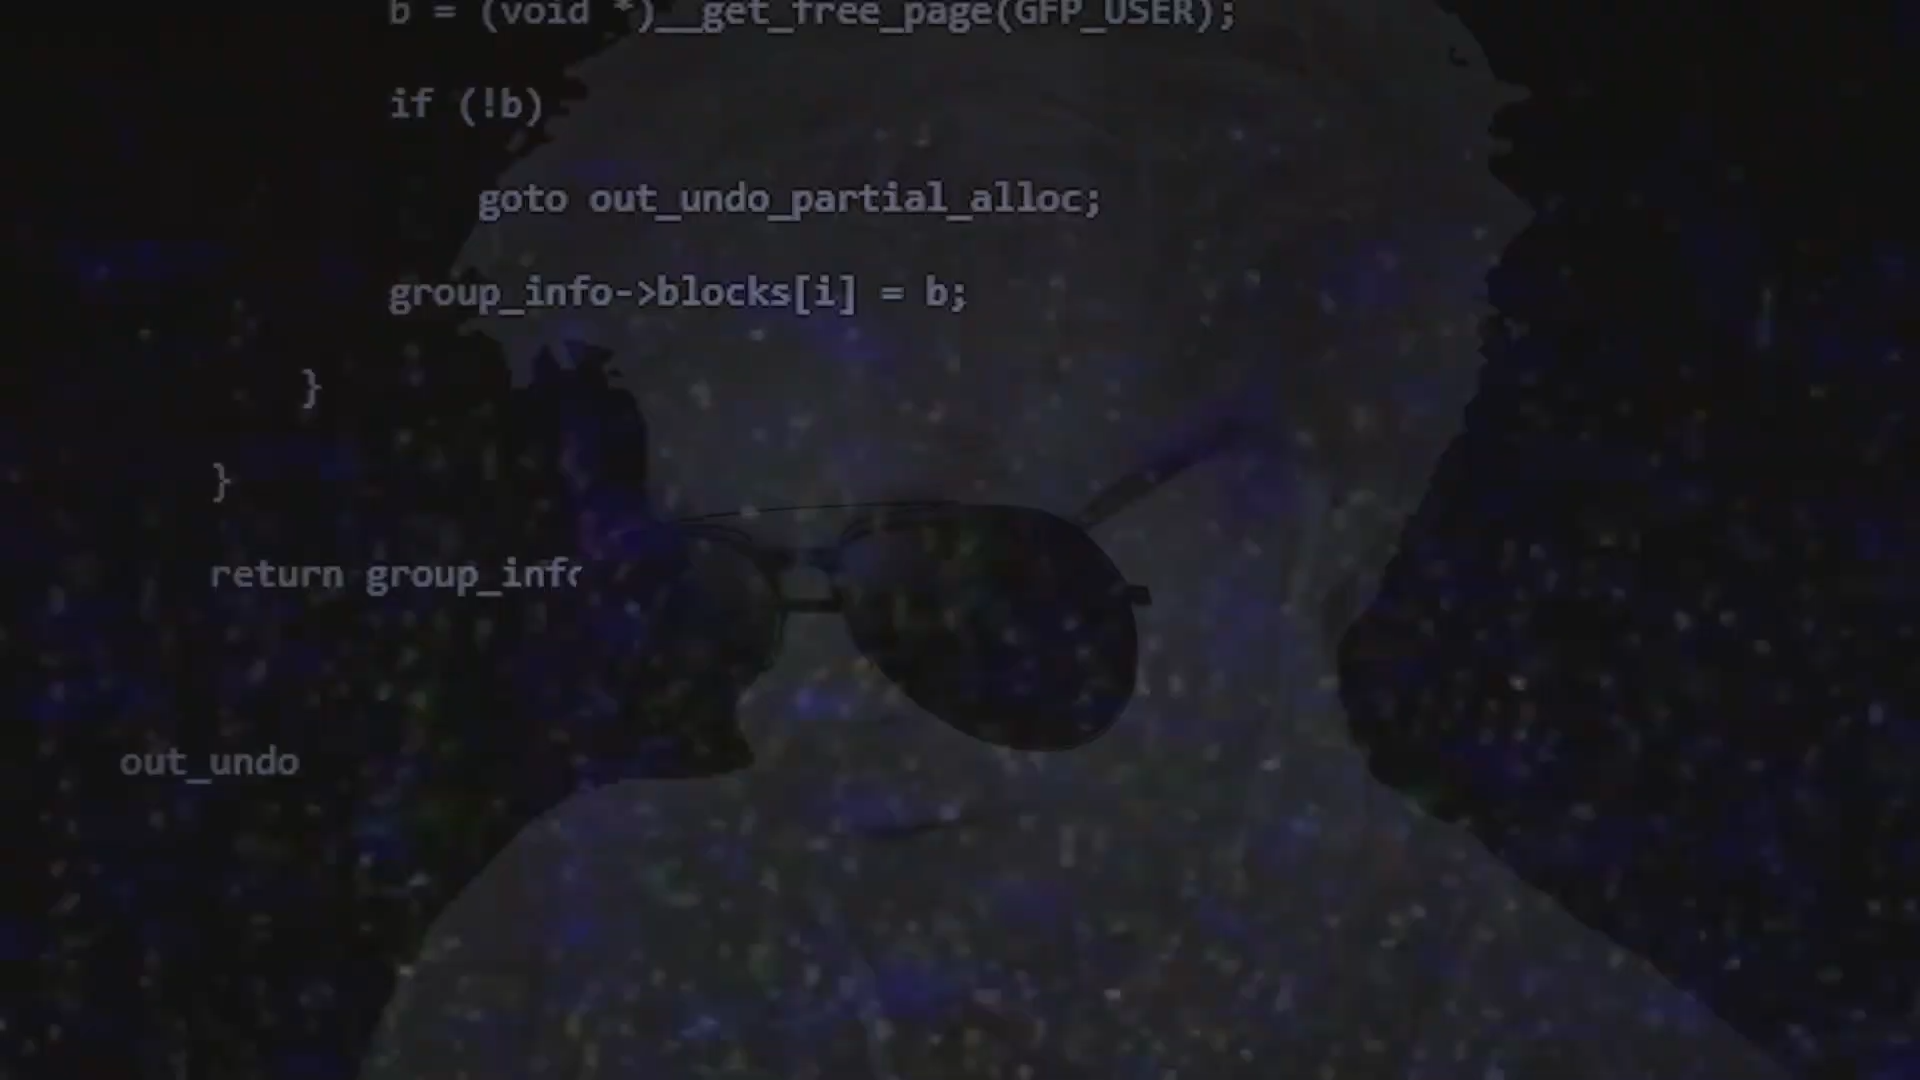 b = (void *)__get_free_page(GFP_USER);
if (!b)
goto out_undo_partial_alloc;
group_info->blocks[i] = b;
}
}
return group_info
out_undo